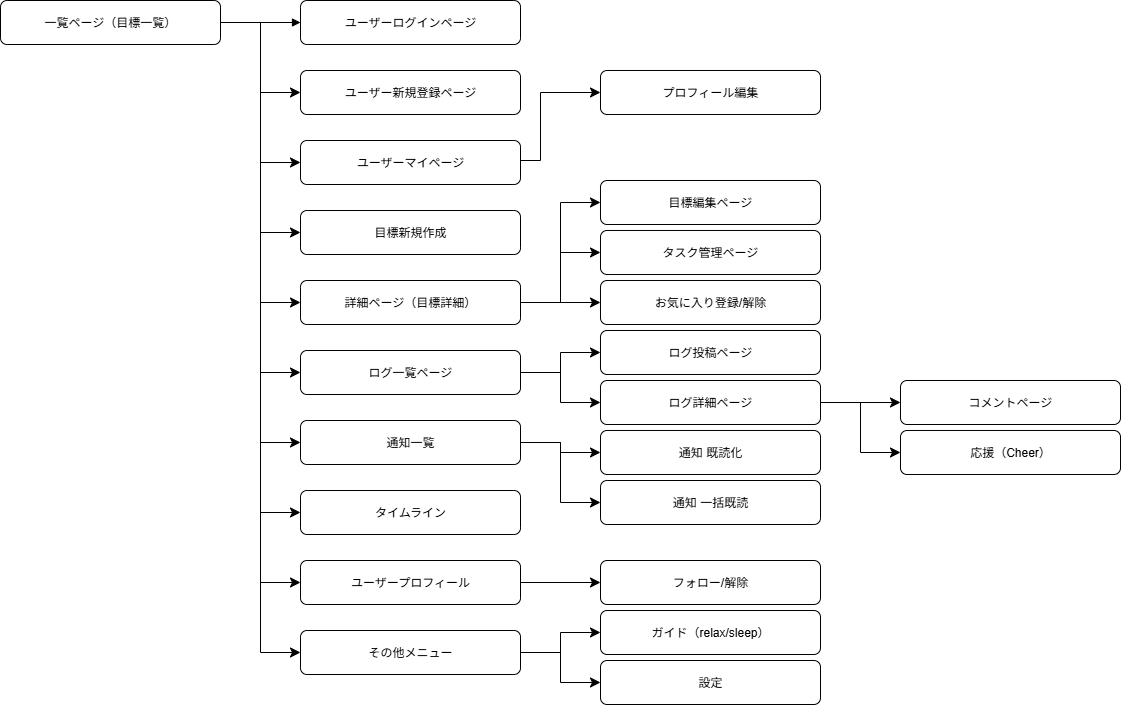 一覧ページ（目標一覧）
ユーザーログインページ
ユーザー新規登録ページ
プロフィール編集
ユーザーマイページ
目標編集ページ
目標新規作成
タスク管理ページ
詳細ページ（目標詳細）
お気に入り登録/解除
ログ投稿ページ
ログ一覧ページ
ログ詳細ページ
コメントページ
通知一覧
通知 既読化
応援（Cheer）
通知 一括既読
タイムライン
ユーザープロフィール
フォロー/解除
ガイド（relax/sleep）
その他メニュー
設定